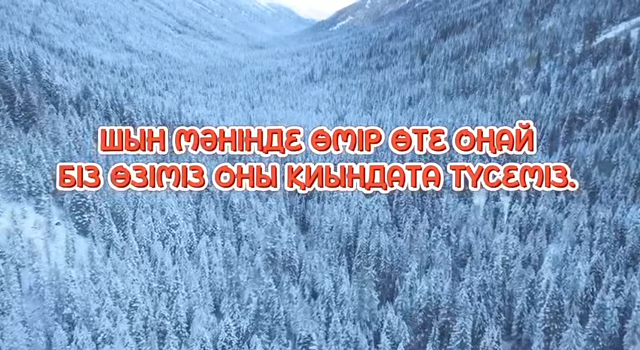 ШЫН МӘНІНДЕ ӨМІР ӨТЕ ОҢАЙ
БІЗ ӨЗІМІЗ ОНЫ ҚИЫНДАТА ТҮСЕМІЗ.